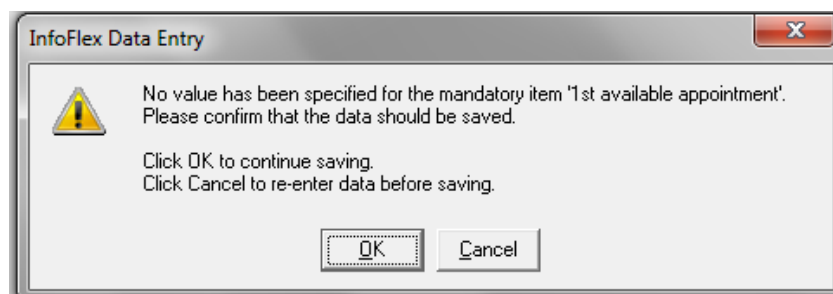 InfoFlex Data Entry
No value has been specified for the mandatory item '1st available appointment'.
Please confirm that the data should be saved.
Click OK to continue saving.
Click Cancel to re-enter data before saving.
OK
Cancel